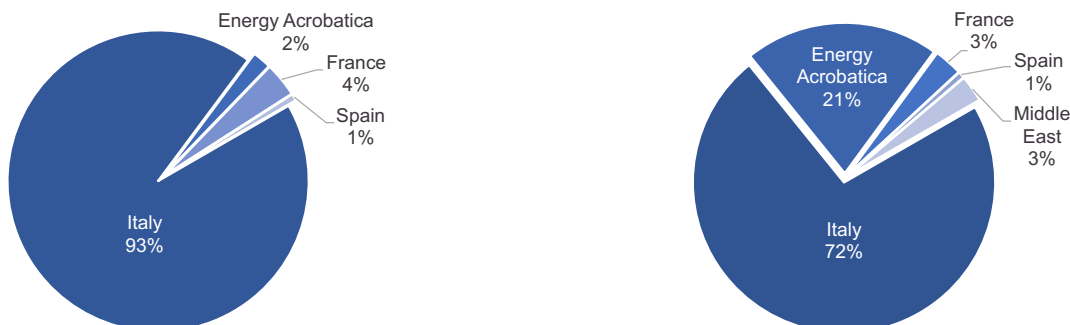 Energy Acrobatica
2%
France
4%
Spain
1%
Italy
93%
Energy
Acrobatica
21%
France
3%
Spain
1%
Middle
East
3%
Italy
72%